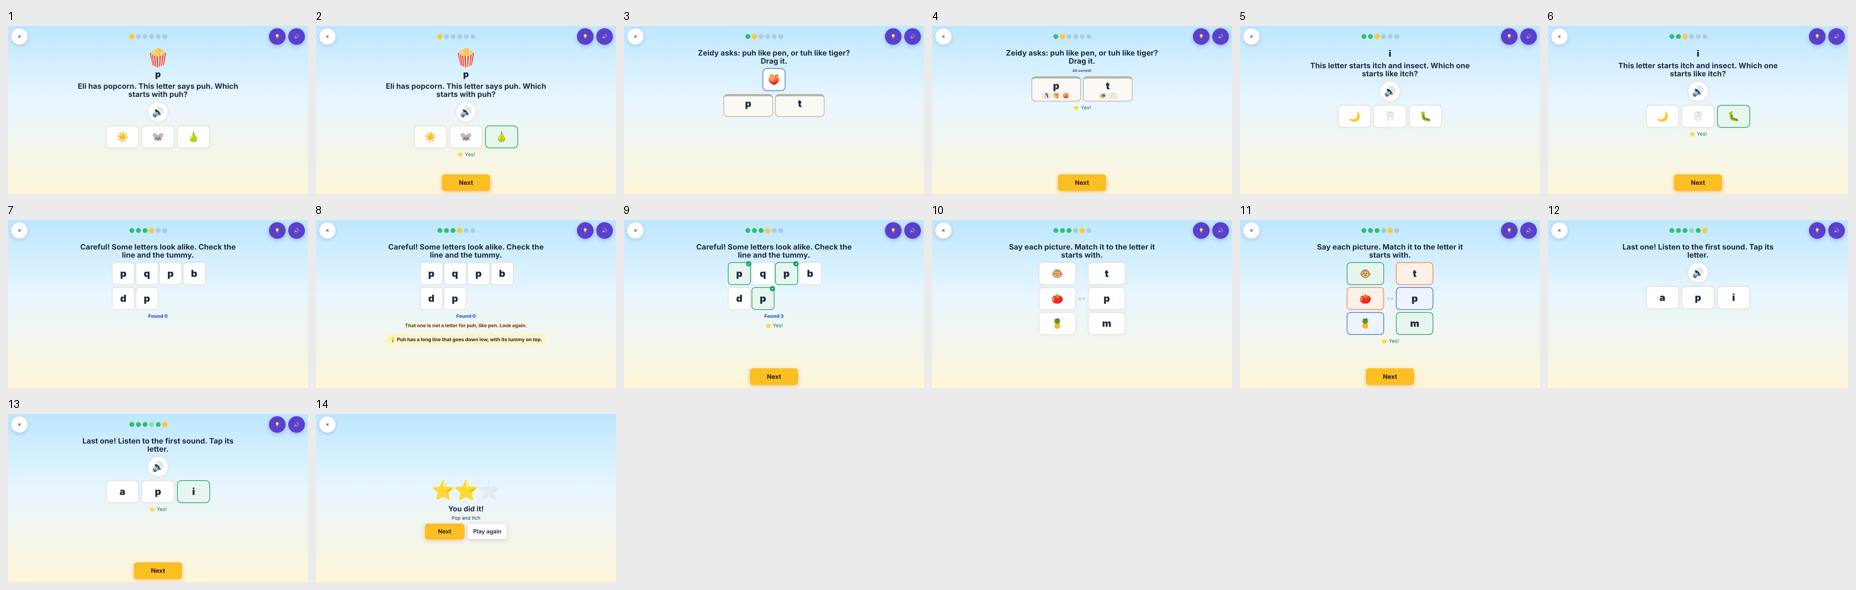 1
p
Eli has popcorn. This letter says puh. Which
starts with puh?
2
p
Eli has popcorn. This letter says puh. Which
starts with puh?
Yes!
Next
3
Zeidy asks: puh like pen, or tuh like tiger?
Drag it.
p t
4
Zeidy asks: puh like pen, or tuh like tiger?
Drag it.
All sorted!
p t
Yes!
Next
5
i
This letter starts itch and insect. Which one
starts like itch?
6
i
This letter starts itch and insect. Which one
starts like itch?
Yes!
Next
7
Careful! Some letters look alike. Check the
line and the tummy.
p q p b
d p
Found 0
8
Careful! Some letters look alike. Check the
line and the tummy.
p q p b
d p
Found 0
That one is not a letter for puh, like pen. Look again.
Puh has a long line that goes down low, with its tummy on top.
9
Careful! Some letters look alike. Check the
line and the tummy.
p q p b
d p
Found 3
Yes!
Next
10
Say each picture. Match it to the letter it
starts with.
t
p
m
11
Say each picture. Match it to the letter it
starts with.
t
p
m
Yes!
Next
12
Last one! Listen to the first sound. Tap its
letter.
a p i
13
Last one! Listen to the first sound. Tap its
letter.
a p i
Yes!
Next
14
You did it!
Pop and Itch
Next Play again